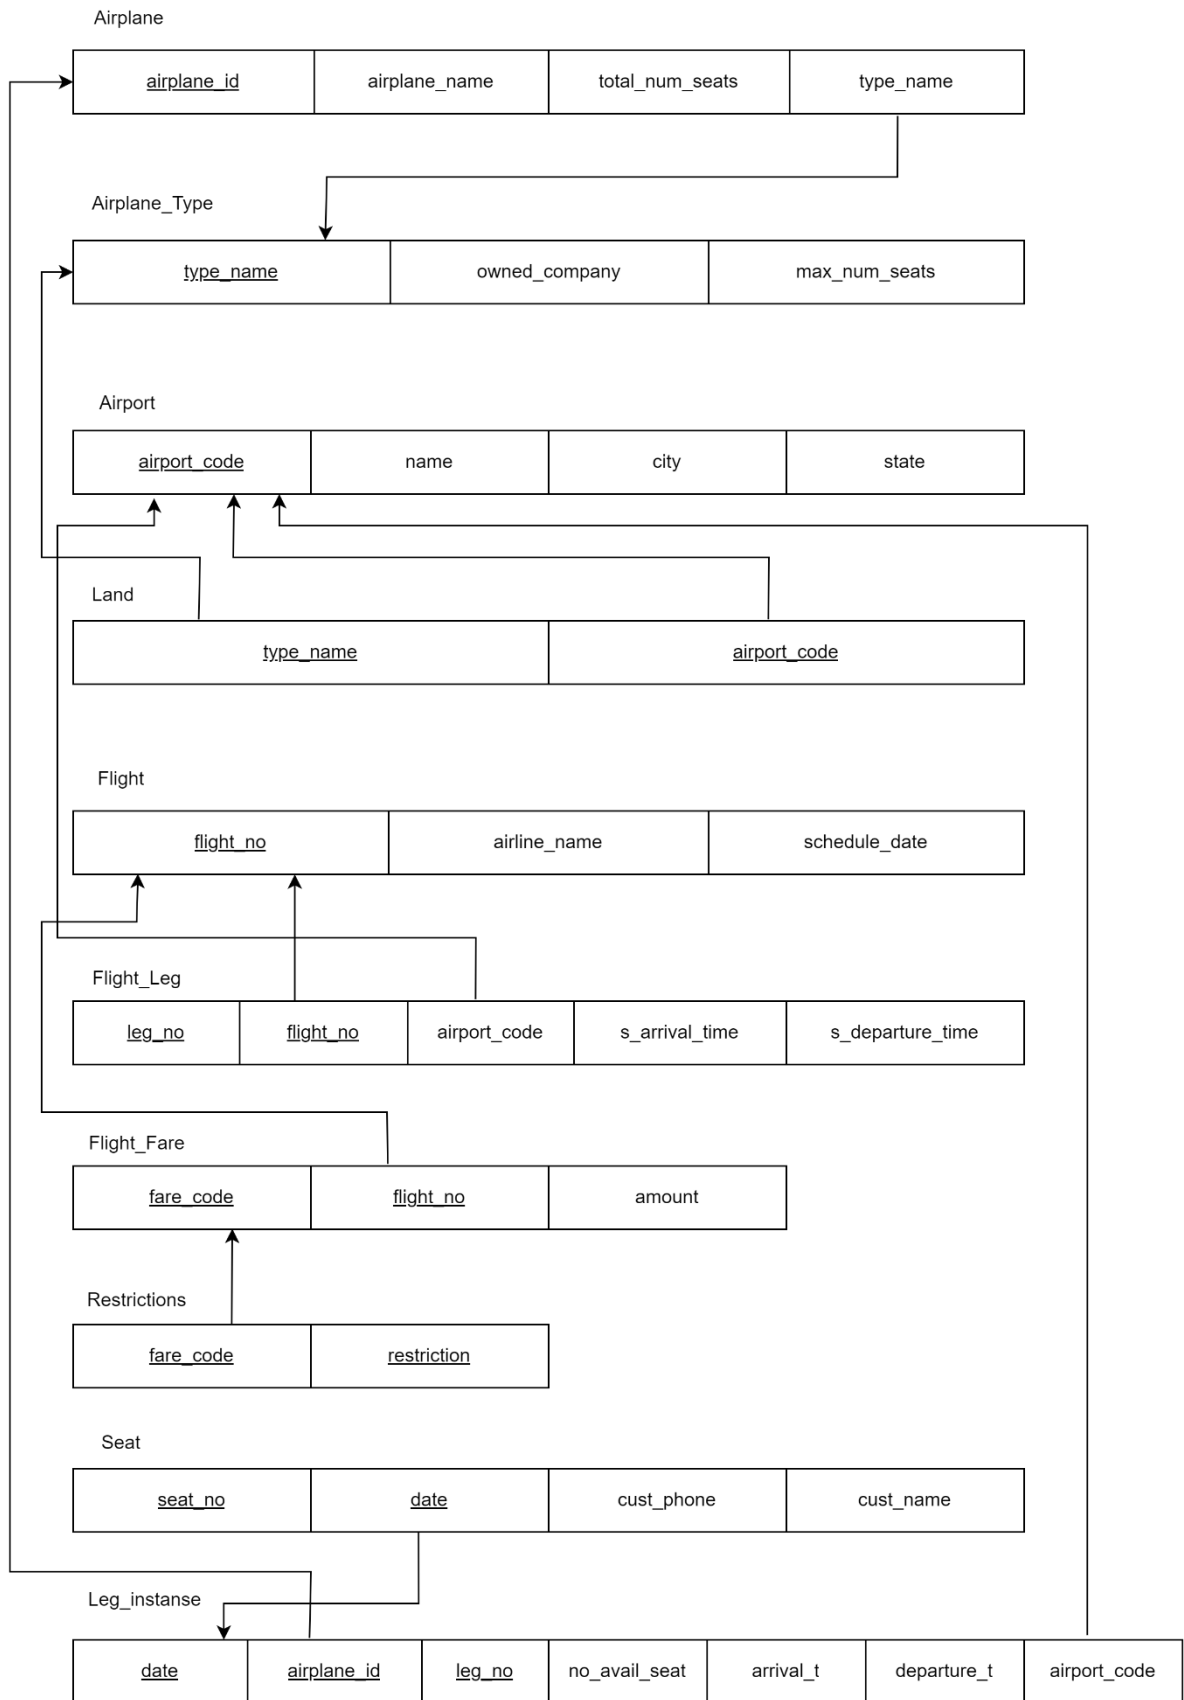 Airplane
airplane_id airplane_name total_num_seats type_name
Airplane_Type
type_name owned_company max_num_seats
Airport
airport_code name city state
Land
type_name airport_code
Flight
flight_no airline_name schedule_date
Flight_Leg
leg_no flight_no airport_code s_arrival_time s_departure_time
Flight_Fare
fare_code flight_no amount
Restrictions
fare_code restriction
Seat
seat_no date cust_phone cust_name
Leg_instanse
date airplane_id leg_no no_avail_seat arrival_t departure_t airport_code